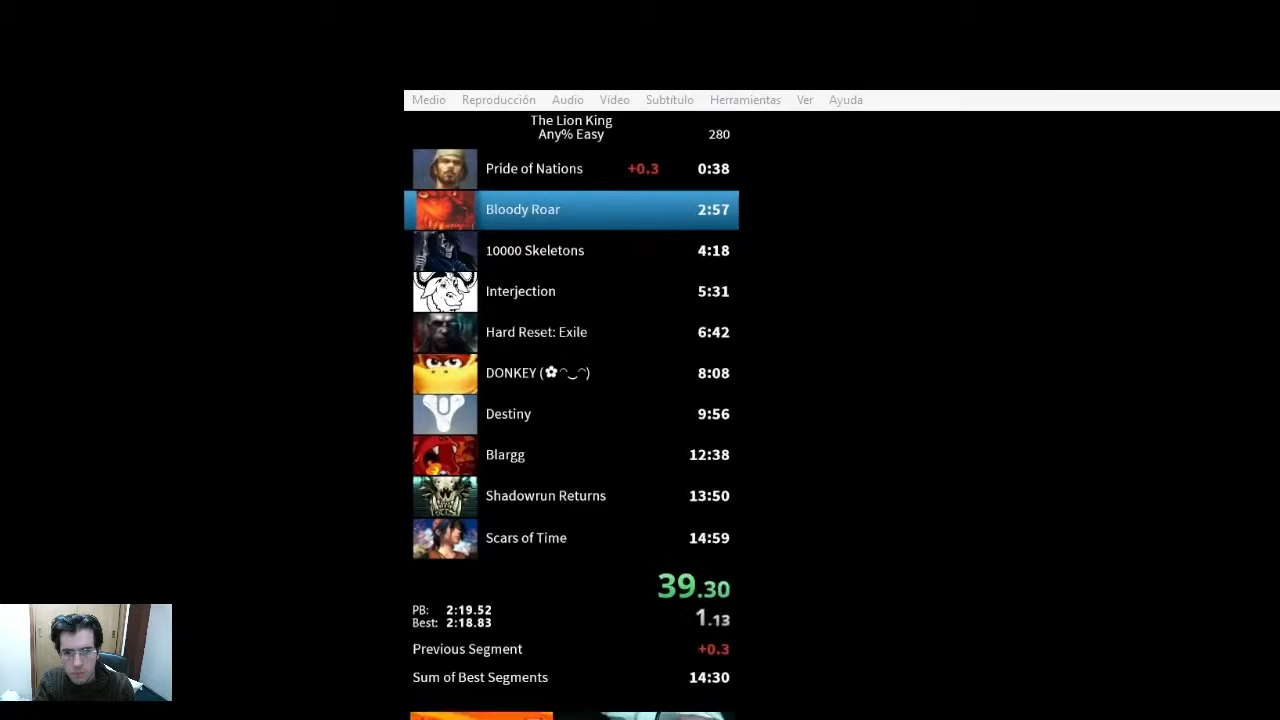 Medio Reproducción Audio Vídeo Subtítulo Herramientas Ver Ayuda
The Lion King
Any% Easy 280
Pride of Nations +0.3 0:38
Bloody Roar 2:57
10000 Skeletons 4:18
Interjection 5:31
Hard Reset: Exile 6:42
DONKEY (✿◠‿◠) 8:08
Destiny 9:56
Blargg 12:38
Shadowrun Returns 13:50
Scars of Time 14:59
39.30
PB: 2:19.52
Best: 2:18.83
1.13
Previous Segment +0.3
Sum of Best Segments 14:30